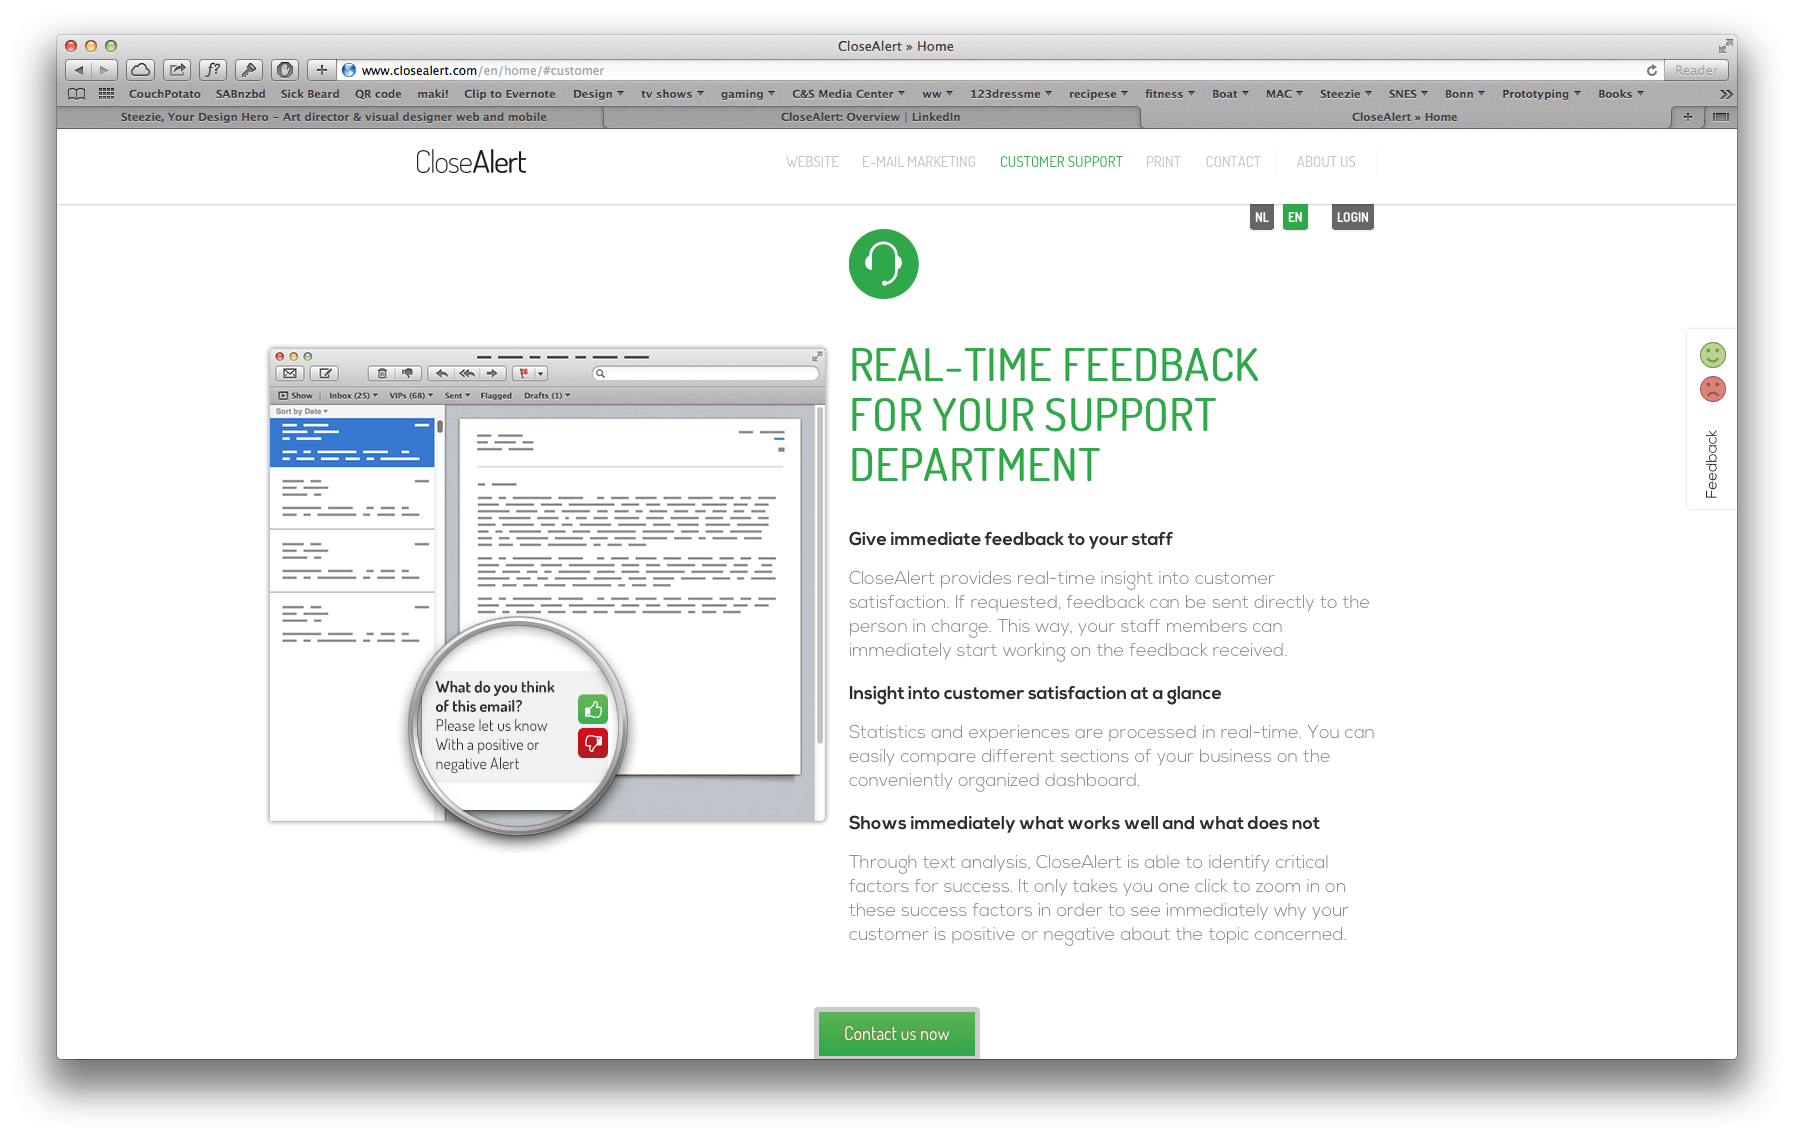 CloseAlert » Home
f?
www.closealert.com/en/home/#customer
Reader
CouchPotato SABnzbd Sick Beard QR code maki! Clip to Evernote Design tv shows gaming C&S Media Center ww 123dressme recipese fitness Boat MAC Steezie SNES Bonn Prototyping Books
Steezie, Your Design Hero – Art director & visual designer web and mobile
CloseAlert: Overview | LinkedIn
CloseAlert » Home
CloseAlert
WEBSITE E-MAIL MARKETING CUSTOMER SUPPORT PRINT CONTACT ABOUT US
NL EN LOGIN
Show | Inbox (25) VIPs (68) Sent Flagged Drafts (1)
Sort by Date
What do you think
of this email?
Please let us know
With a positive or
negative Alert
REAL-TIME FEEDBACK
FOR YOUR SUPPORT
DEPARTMENT
Give immediate feedback to your staff
CloseAlert provides real-time insight into customer
satisfaction. If requested, feedback can be sent directly to the
person in charge. This way, your staff members can
immediately start working on the feedback received.
Insight into customer satisfaction at a glance
Statistics and experiences are processed in real-time. You can
easily compare different sections of your business on the
conveniently organized dashboard.
Shows immediately what works well and what does not
Through text analysis, CloseAlert is able to identify critical
factors for success. It only takes you one click to zoom in on
these success factors in order to see immediately why your
customer is positive or negative about the topic concerned.
Feedback
Contact us now